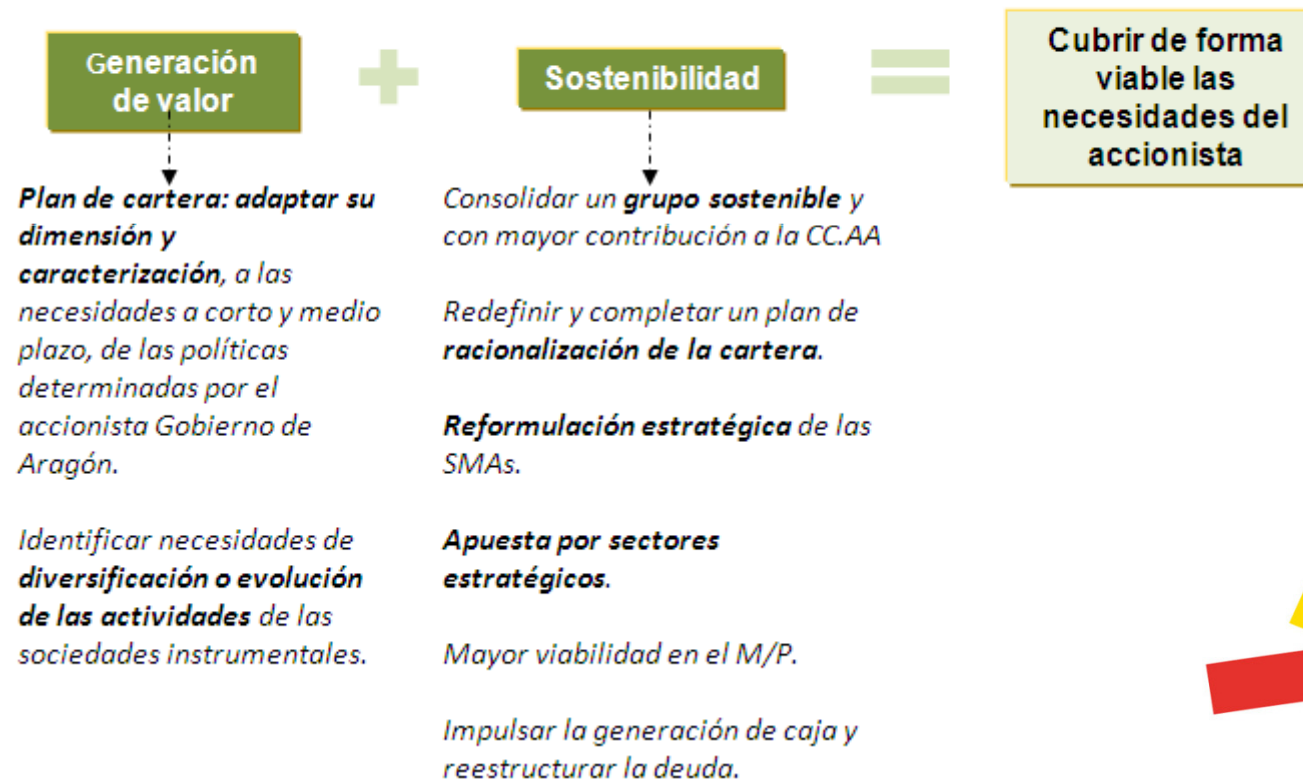 Generación
de valor
+
Sostenibilidad
=
Cubrir de forma
viable las
necesidades del
accionista
Plan de cartera: adaptar su
dimensión y
caracterización, a las
necesidades a corto y medio
plazo, de las políticas
determinadas por el
accionista Gobierno de
Aragón.
Identificar necesidades de
diversificación o evolución
de las actividades de las
sociedades instrumentales.
Consolidar un grupo sostenible y
con mayor contribución a la CC.AA
Redefinir y completar un plan de
racionalización de la cartera.
Reformulación estratégica de las
SMAs.
Apuesta por sectores
estratégicos.
Mayor viabilidad en el M/P.
Impulsar la generación de caja y
reestructurar la deuda.